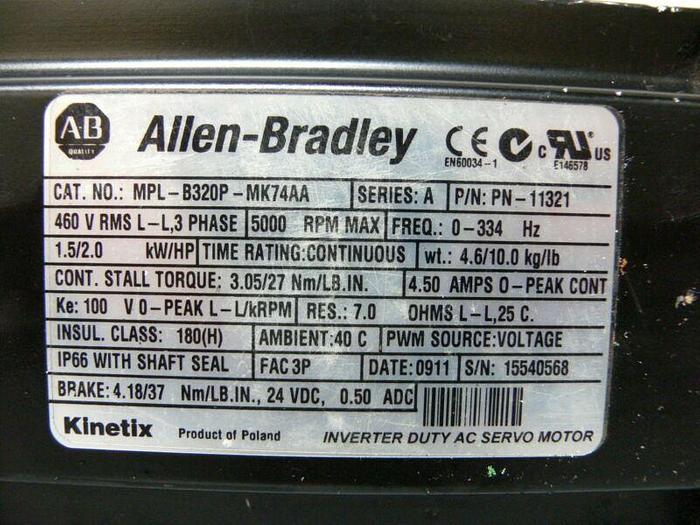 AB QUALITY Allen-Bradley CE EN60034-1 c UR US E146578
CAT. NO.: MPL-B320P-MK74AA SERIES: A P/N: PN-11321
460 V RMS L-L,3 PHASE 5000 RPM MAX FREQ.: 0-334 Hz
1.5/2.0 kW/HP TIME RATING:CONTINUOUS wt.: 4.6/10.0 kg/lb
CONT. STALL TORQUE: 3.05/27 Nm/LB.IN. 4.50 AMPS 0-PEAK CONT
Ke: 100 V 0-PEAK L-L/kRPM RES.: 7.0 OHMS L-L,25 C.
INSUL. CLASS: 180(H) AMBIENT:40 C PWM SOURCE:VOLTAGE
IP66 WITH SHAFT SEAL FAC 3P DATE: 0911 S/N: 15540568
BRAKE: 4.18/37 Nm/LB.IN., 24 VDC, 0.50 ADC
Kinetix Product of Poland INVERTER DUTY AC SERVO MOTOR